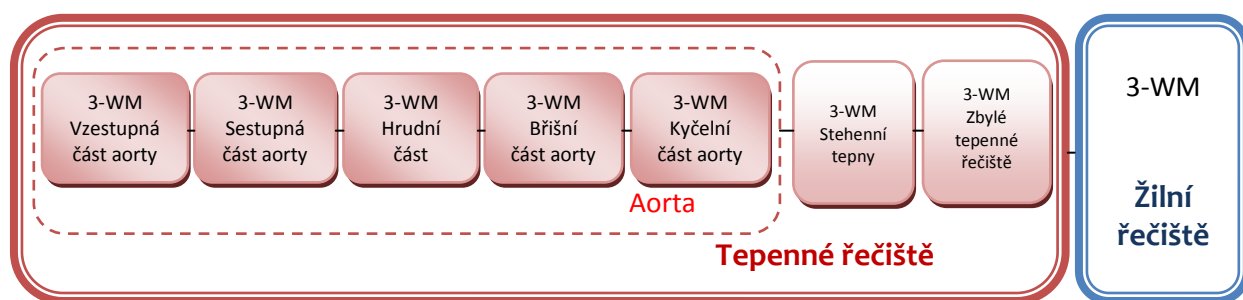 3-WM
Vzestupná
část aorty
3-WM
Sestupná
část aorty
3-WM
Hrudní
část
3-WM
Břišní
část aorty
3-WM
Kyčelní
část aorty
Aorta
3-WM
Stehenní
tepny
3-WM
Zbylé
tepenné
řečiště
Tepenné řečiště
3-WM
Žilní
řečiště